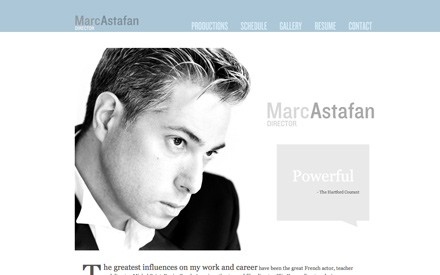 MarcAstafan
DIRECTOR
PRODUCTIONS SCHEDULE GALLERY RESUME CONTACT
MarcAstafan
DIRECTOR
Powerful
- The Hartford Courant
The greatest influences on my work and career have been the great French actor, teacher